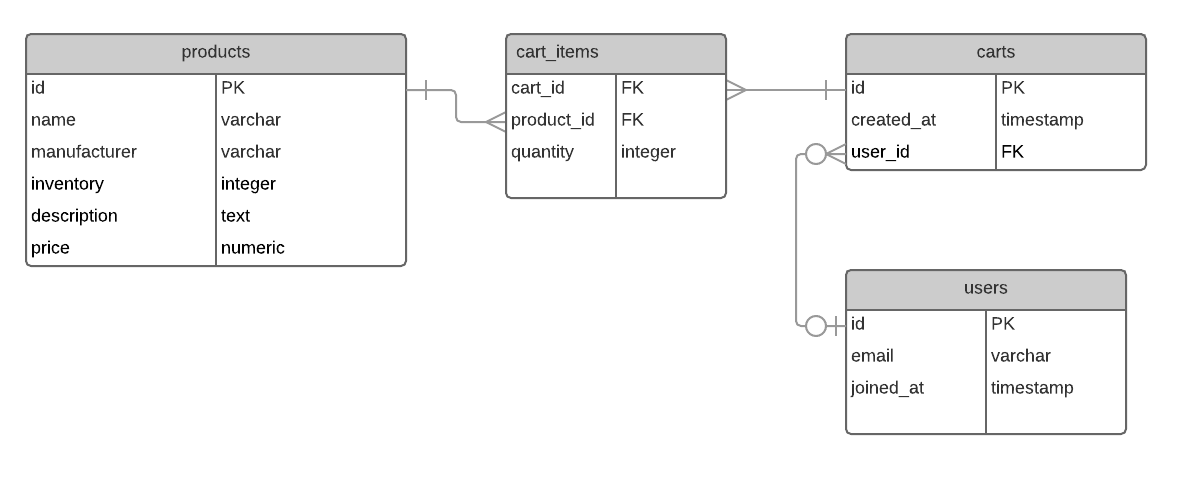 products
id PK
name varchar
manufacturer varchar
inventory integer
description text
price numeric
cart_items
cart_id FK
product_id FK
quantity integer
carts
id PK
created_at timestamp
user_id FK
users
id PK
email varchar
joined_at timestamp